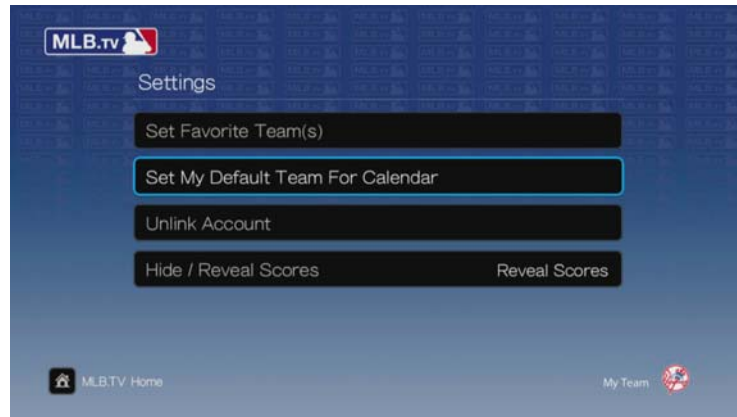 MLB.TV
Settings
Set Favorite Team(s)
Set My Default Team For Calendar
Unlink Account
Hide / Reveal Scores Reveal Scores
MLB.TV Home My Team